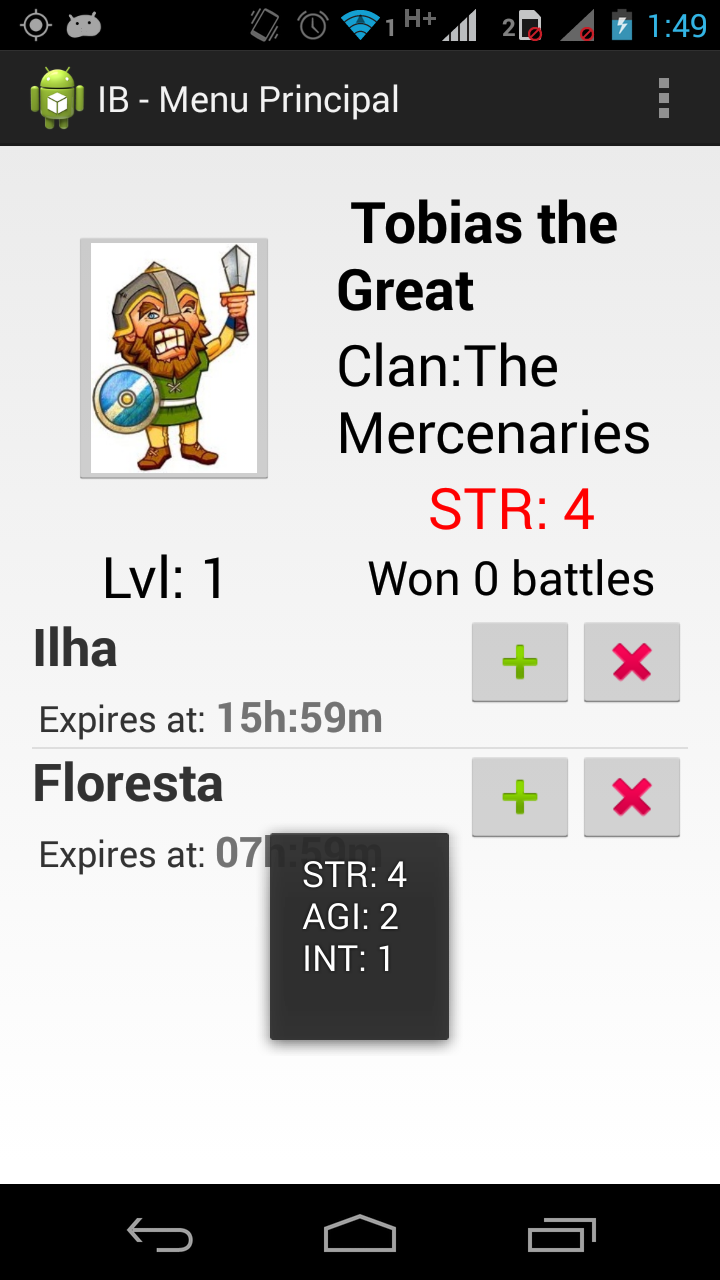 1 H+ 2 1:49
IB - Menu Principal
Tobias the
Great
Clan:The
Mercenaries
STR: 4
Lvl: 1
Won 0 battles
Ilha
Expires at: 15h:59m
Floresta
Expires at: 07h:59m
STR: 4
AGI: 2
INT: 1